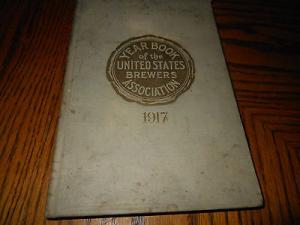 YEAR BOOK
of the
UNITED STATES
BREWERS
ASSOCIATION
1917